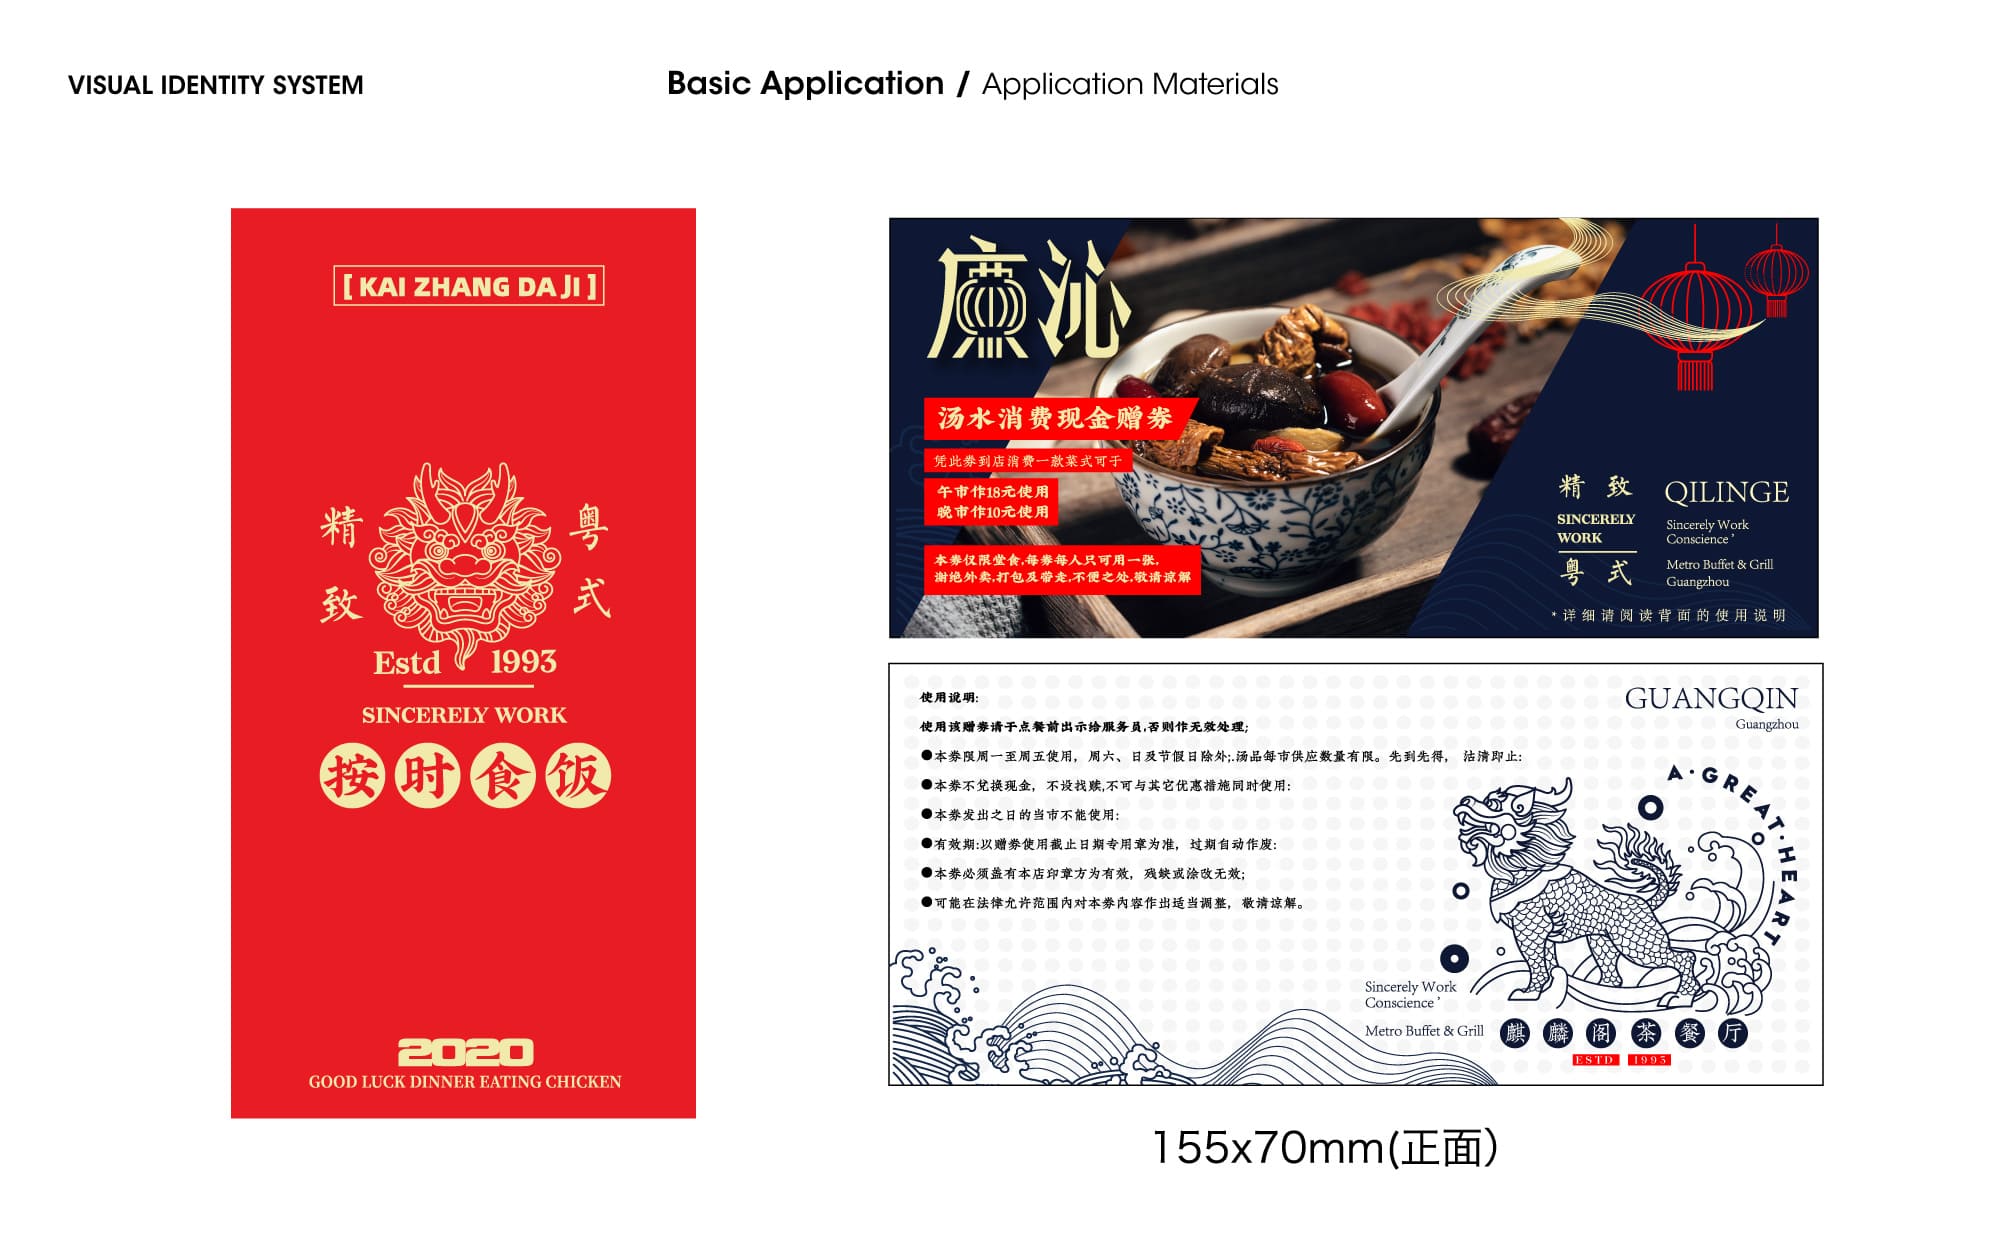 VISUAL IDENTITY SYSTEM
Basic Application / Application Materials
[ KAI ZHANG DA JI ]
精致
粤式
Estd 1993
SINCERELY WORK
按时食饭
2020
GOOD LUCK DINNER EATING CHICKEN
沁
汤水消费现金赠券
凭此券到店消费一款菜式可于
午市作18元使用
晚市作10元使用
本券仅限堂食,每券每人只可用一张,
谢绝外卖,打包及带走,不便之处,敬请谅解
精致
SINCERELY
WORK
粤式
QILINGE
Sincerely Work
Conscience ’
Metro Buffet & Grill
Guangzhou
*详细请阅读背面的使用说明
使用说明:
使用该赠券请于点餐前出示给服务员,否则作无效处理;
●本券限周一至周五使用，周六、日及节假日除外;.汤品每市供应数量有限。先到先得， 沽清即止:
●本券不兑换现金，不设找赎,不可与其它优惠措施同时使用:
●本券发出之日的当市不能使用:
●有效期:以赠券使用截止日期专用章为准，过期自动作废:
●本券必须盖有本店印章方为有效，残缺或涂改无效;
●可能在法律允许范围内对本券内容作出适当调整，敬请谅解。
GUANGQIN
Guangzhou
A·GREAT·HEART
Sincerely Work
Conscience ’
Metro Buffet & Grill
麒麟阁茶餐厅
ESTD 1993
155x70mm(正面）